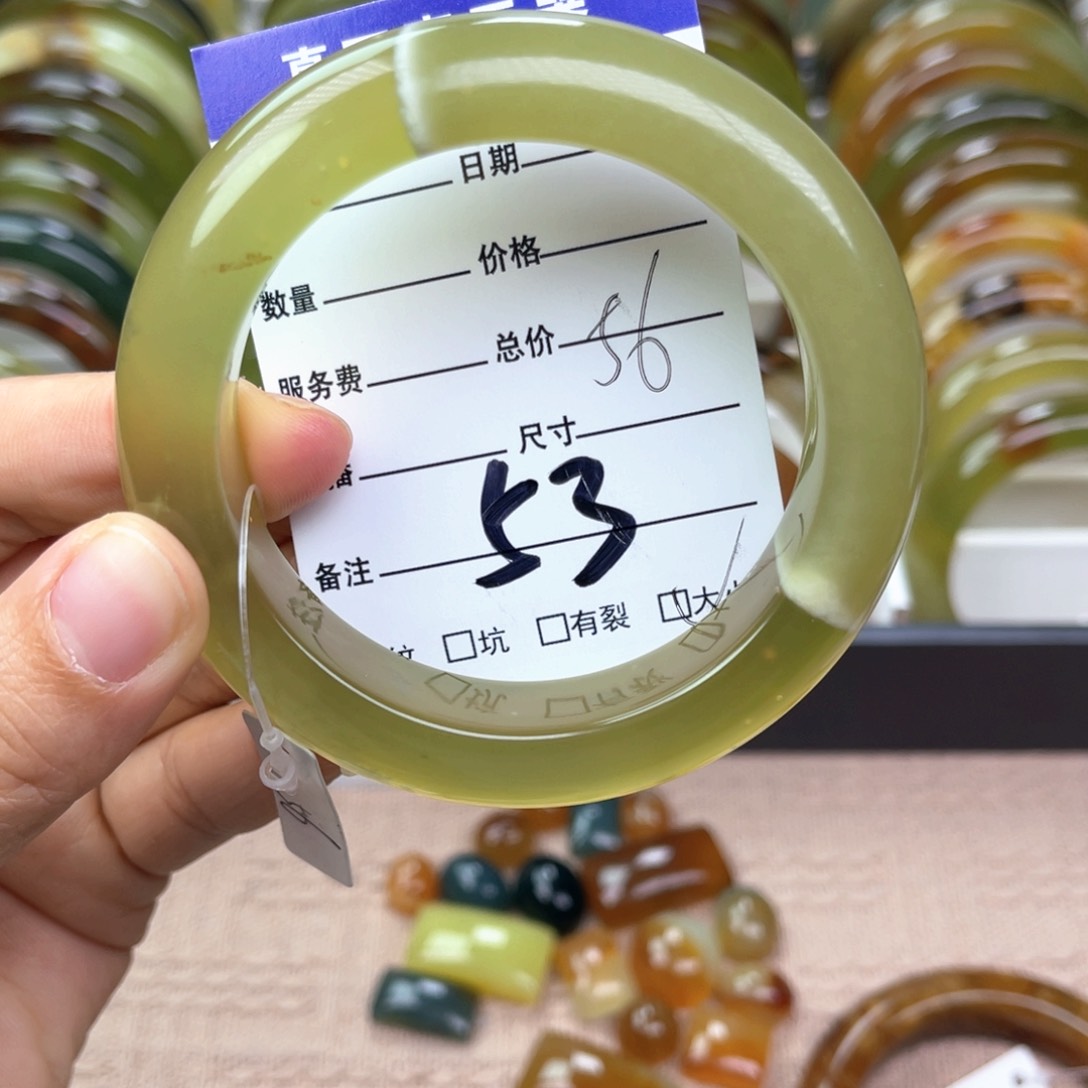 日期
数量 价格
服务费 总价 56
尺寸
53
备注
□坑 □有裂 □大